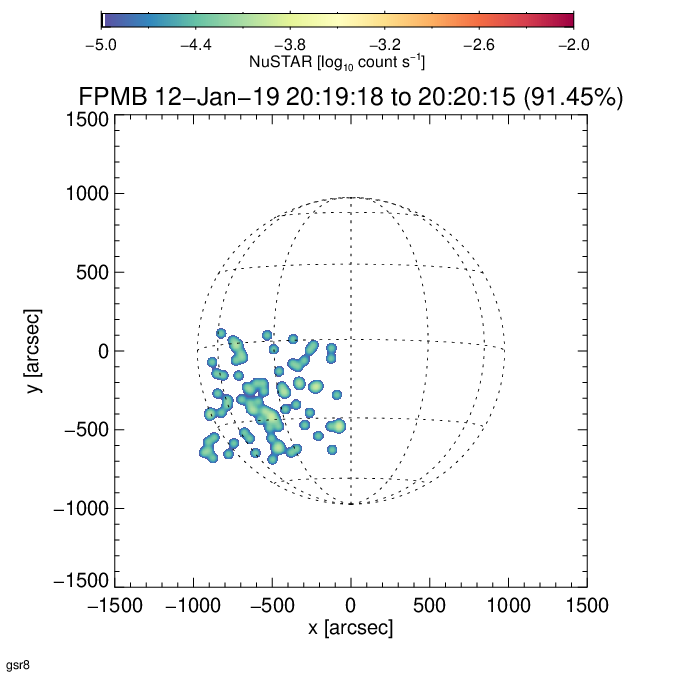 −5.0 −4.4 −3.8 −3.2 −2.6 −2.0
NuSTAR [log₁₀ count s⁻¹]
FPMB 12−Jan−19 20:19:18 to 20:20:15 (91.45%)
1500
1000
500
0
−500
−1000
−1500
y [arcsec]
−1500 −1000 −500 0 500 1000 1500
x [arcsec]
gsr8